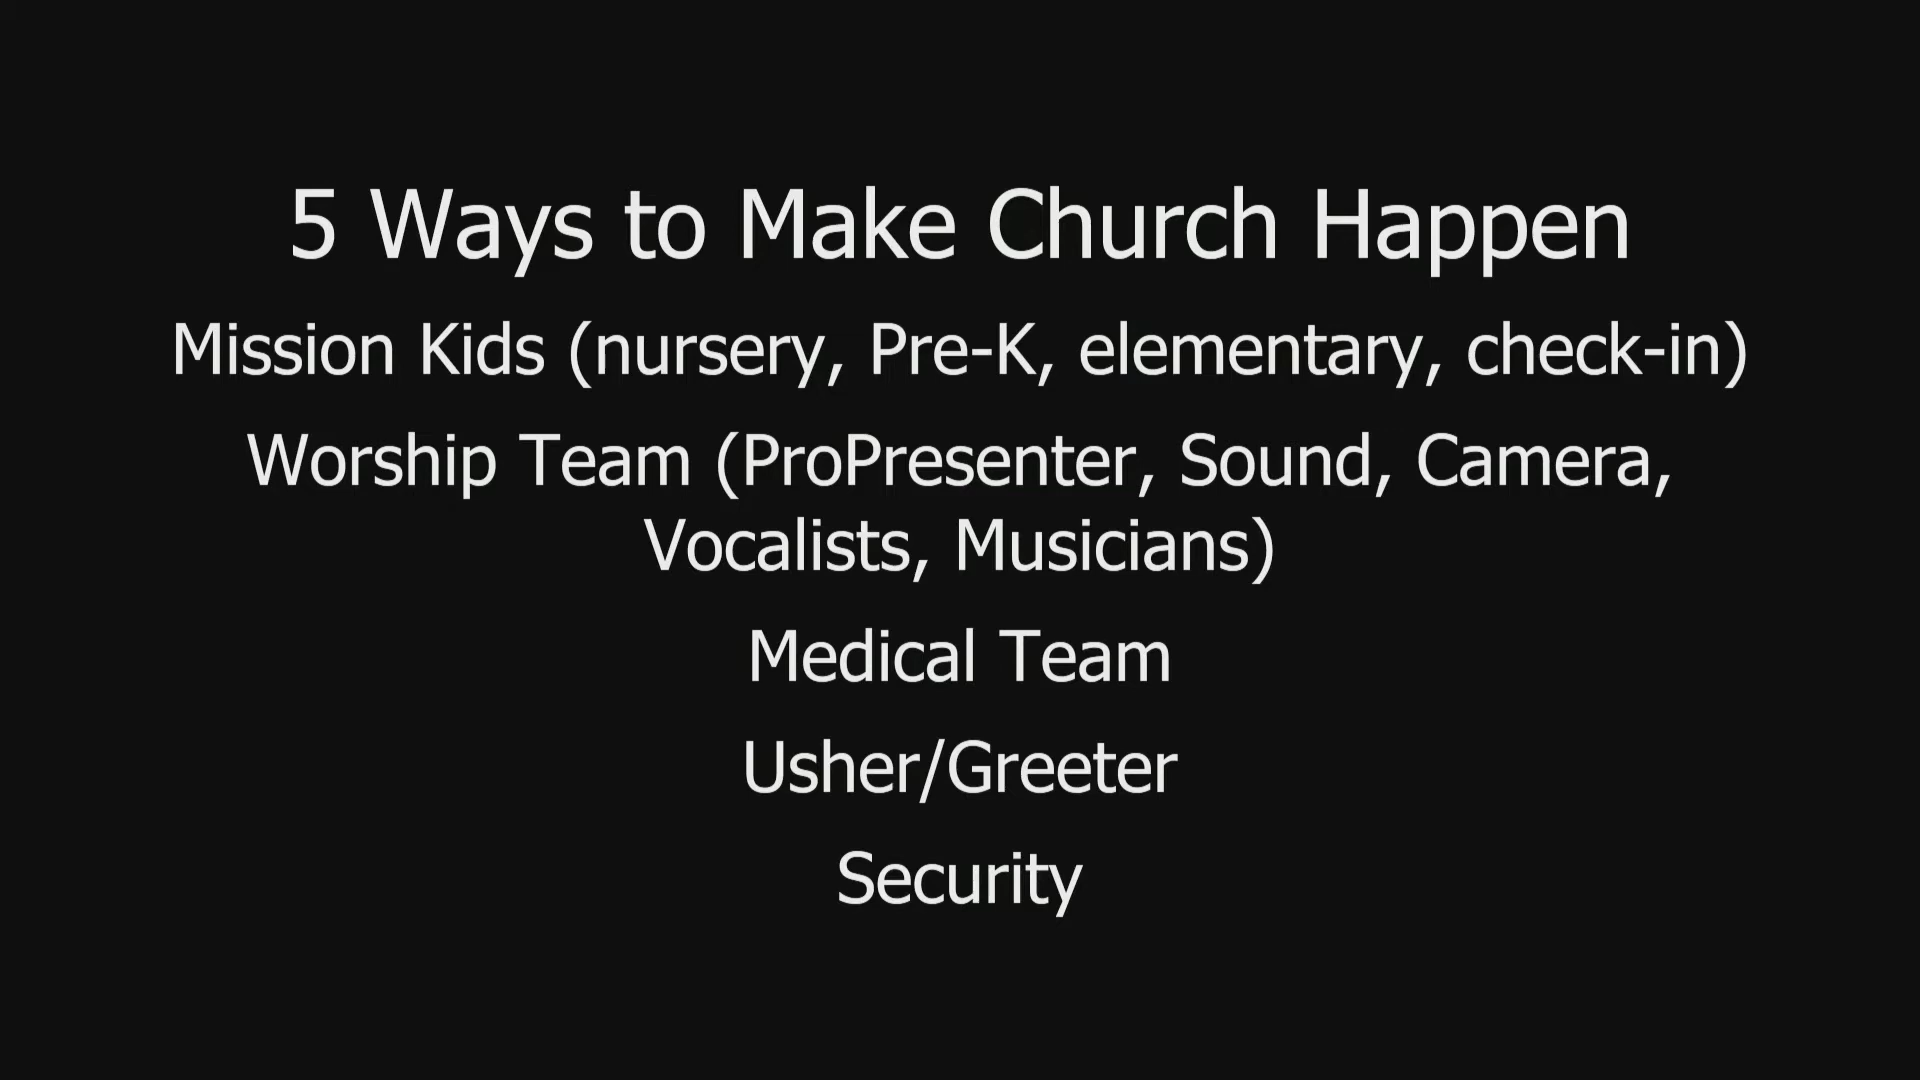 5 Ways to Make Church Happen
Mission Kids (nursery, Pre-K, elementary, check-in)
Worship Team (ProPresenter, Sound, Camera,
Vocalists, Musicians)
Medical Team
Usher/Greeter
Security